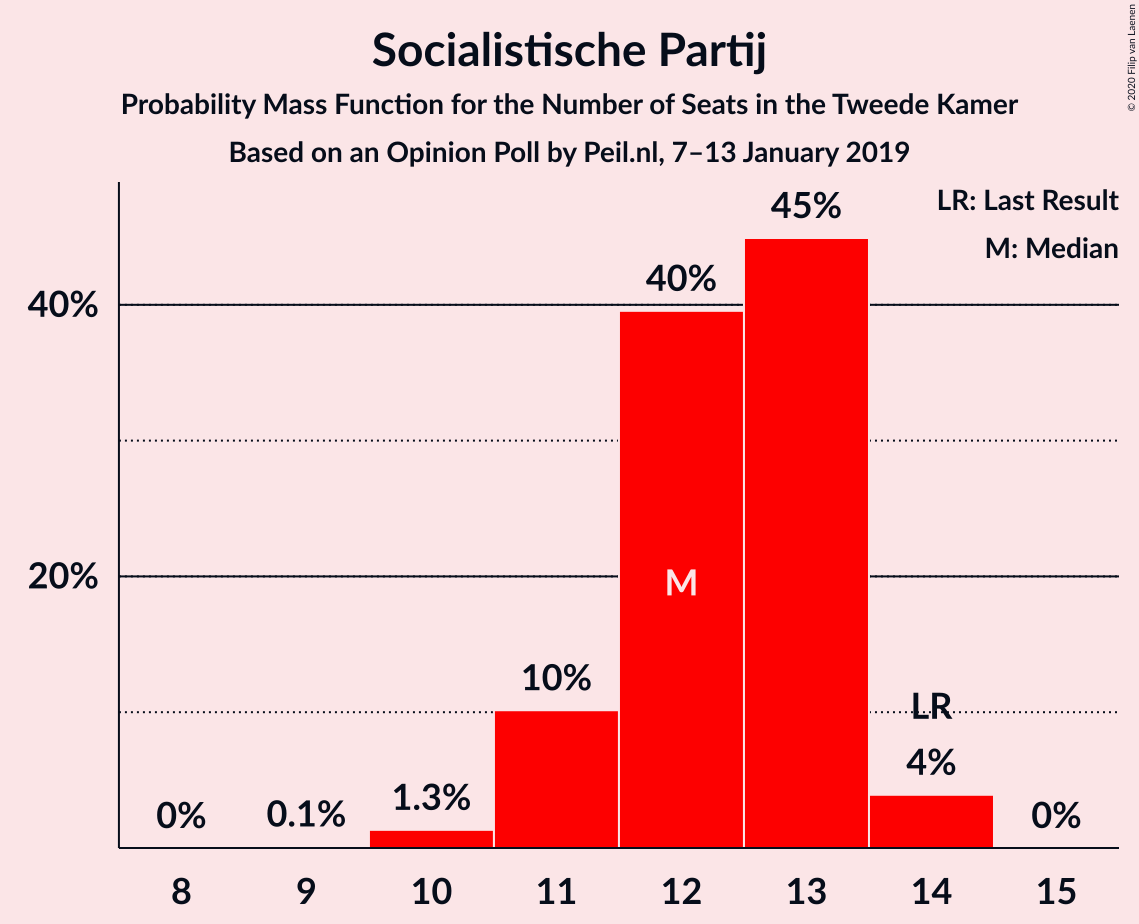 Socialistische Partij
Probability Mass Function for the Number of Seats in the Tweede Kamer
Based on an Opinion Poll by Peil.nl, 7–13 January 2019
© 2020 Filip van Laenen
LR: Last Result
M: Median
40%
20%
0%
0.1%
1.3%
10%
40%
M
45%
LR
4%
0%
8 9 10 11 12 13 14 15